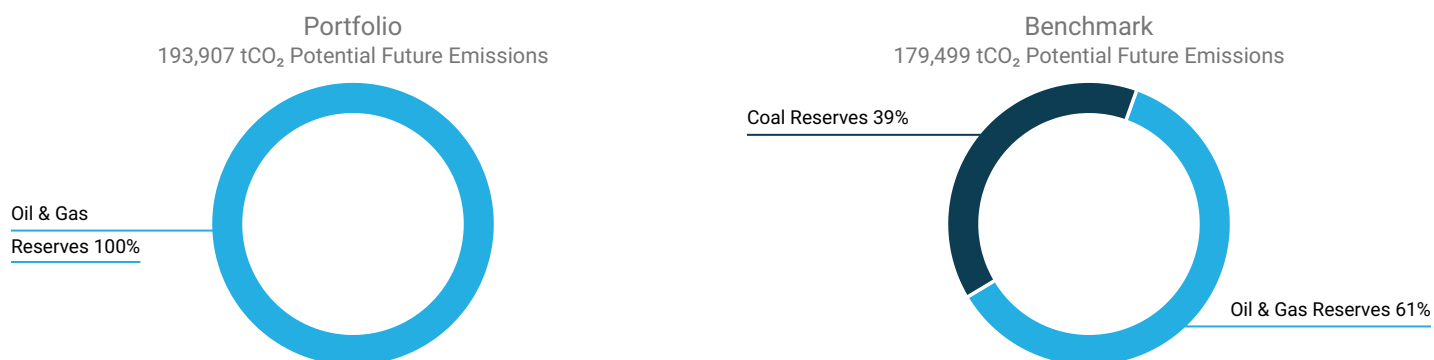 Portfolio
193,907 tCO₂ Potential Future Emissions
Oil & Gas
Reserves 100%
Benchmark
179,499 tCO₂ Potential Future Emissions
Coal Reserves 39%
Oil & Gas Reserves 61%